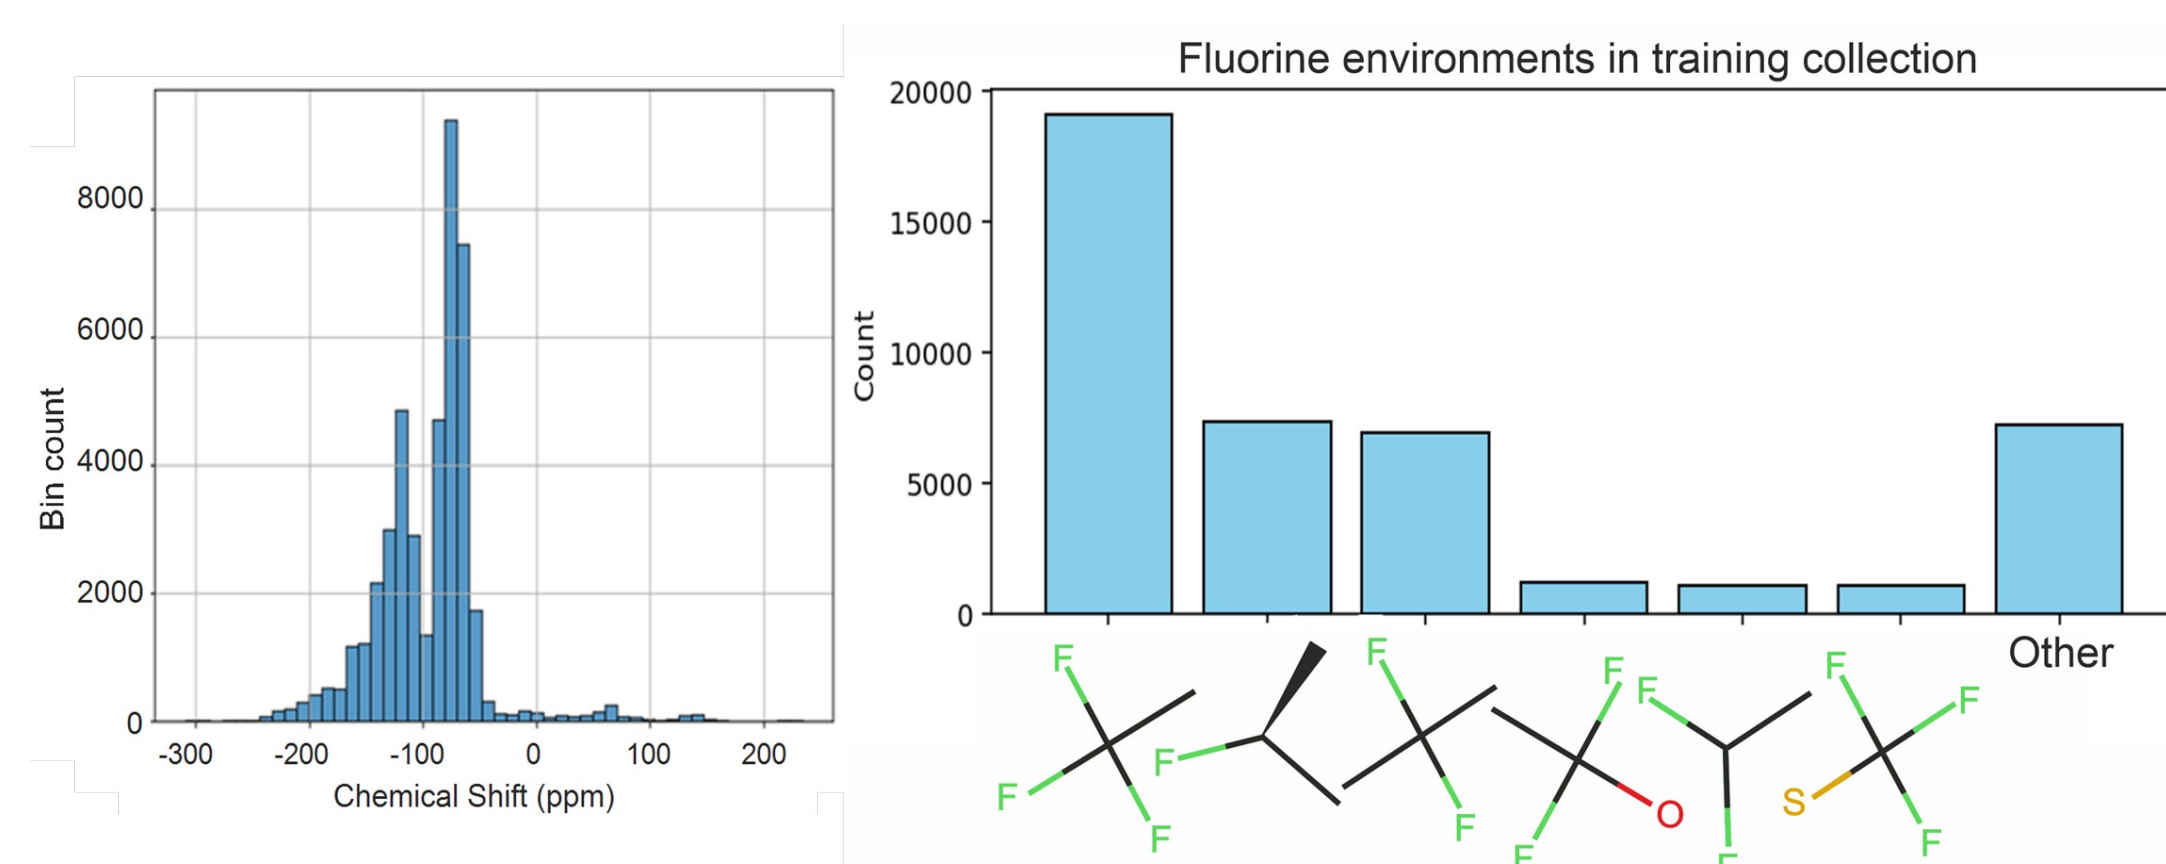 8000
6000
4000
2000
0
Bin count
-300 -200 -100 0 100 200
Chemical Shift (ppm)
Fluorine environments in training collection
20000
15000
10000
5000
0
Count
Other
F F F
F
F F
F F O
F F
F F S F